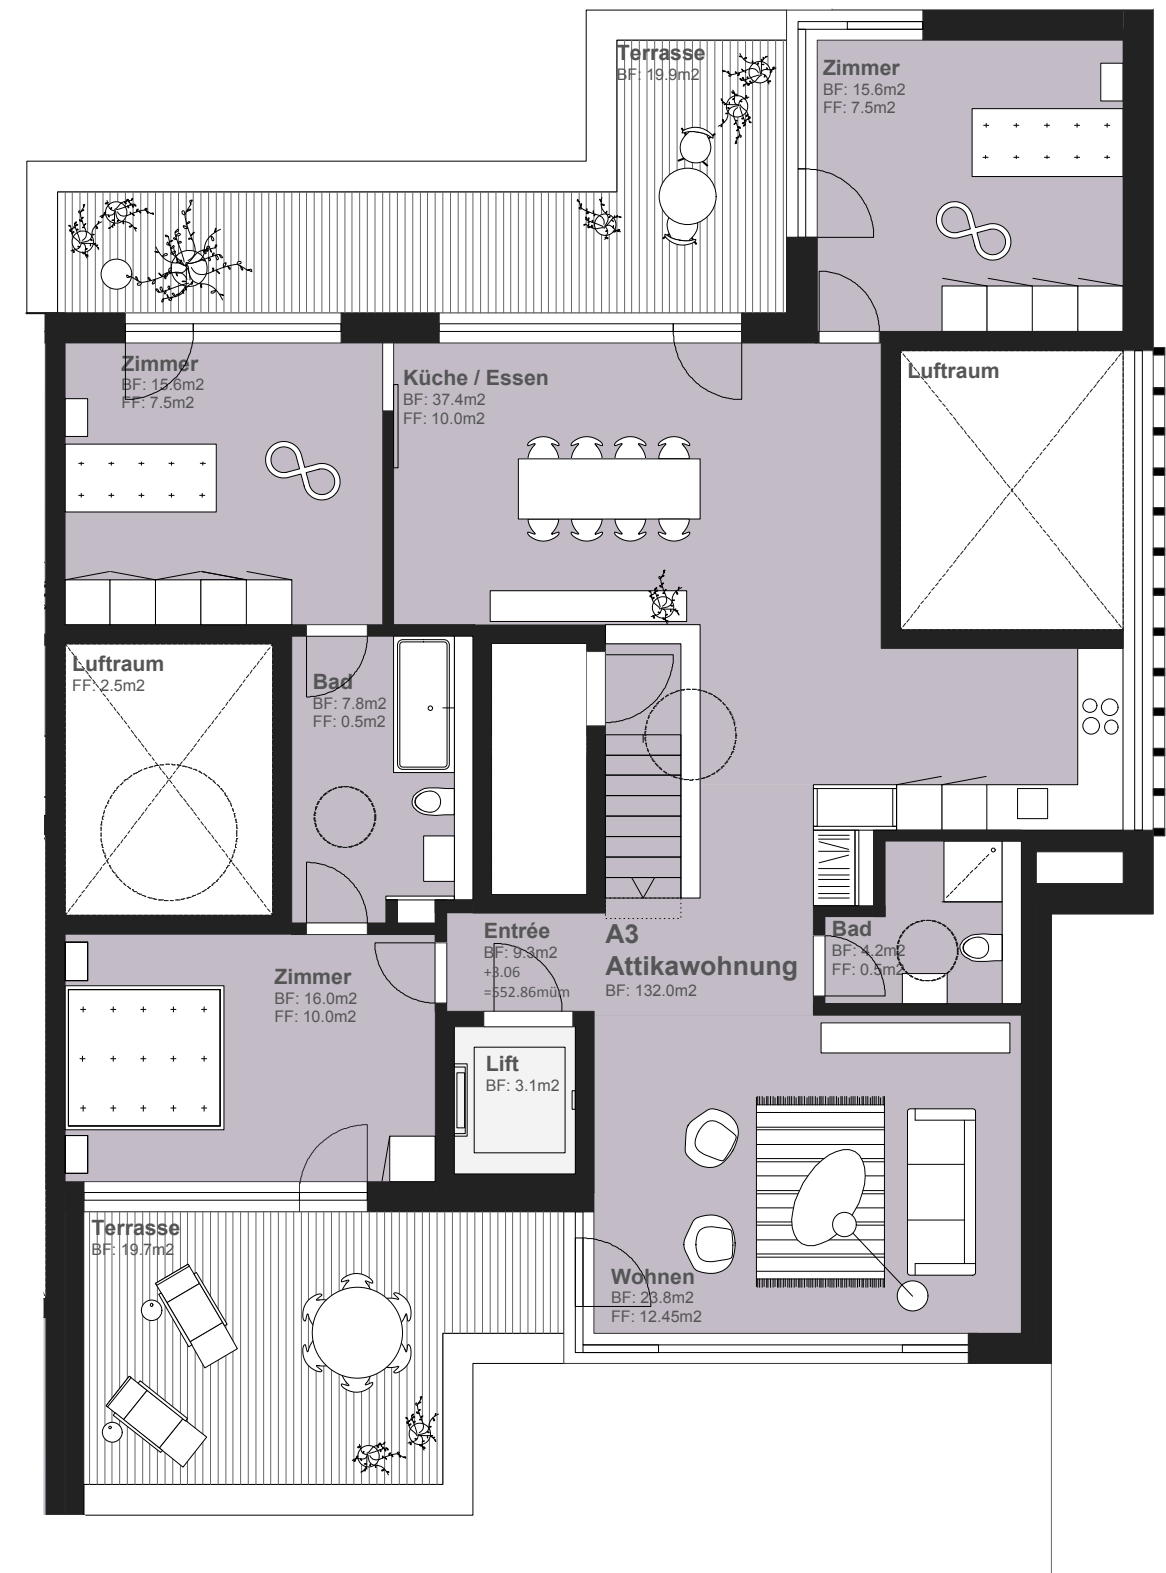 Terrasse
BF: 19.9m2
Zimmer
BF: 15.6m2
FF: 7.5m2
Zimmer
BF: 15.6m2
FF: 7.5m2
Küche / Essen
BF: 37.4m2
FF: 10.0m2
Luftraum
Luftraum
FF: 2.5m2
Bad
BF: 7.8m2
FF: 0.5m2
Entrée
BF: 9.3m2
+3.06
=552.86müm
A3
Attikawohnung
BF: 132.0m2
Bad
BF: 4.2m2
FF: 0.5m2
Zimmer
BF: 16.0m2
FF: 10.0m2
Lift
BF: 3.1m2
Terrasse
BF: 19.7m2
Wohnen
BF: 23.8m2
FF: 12.45m2